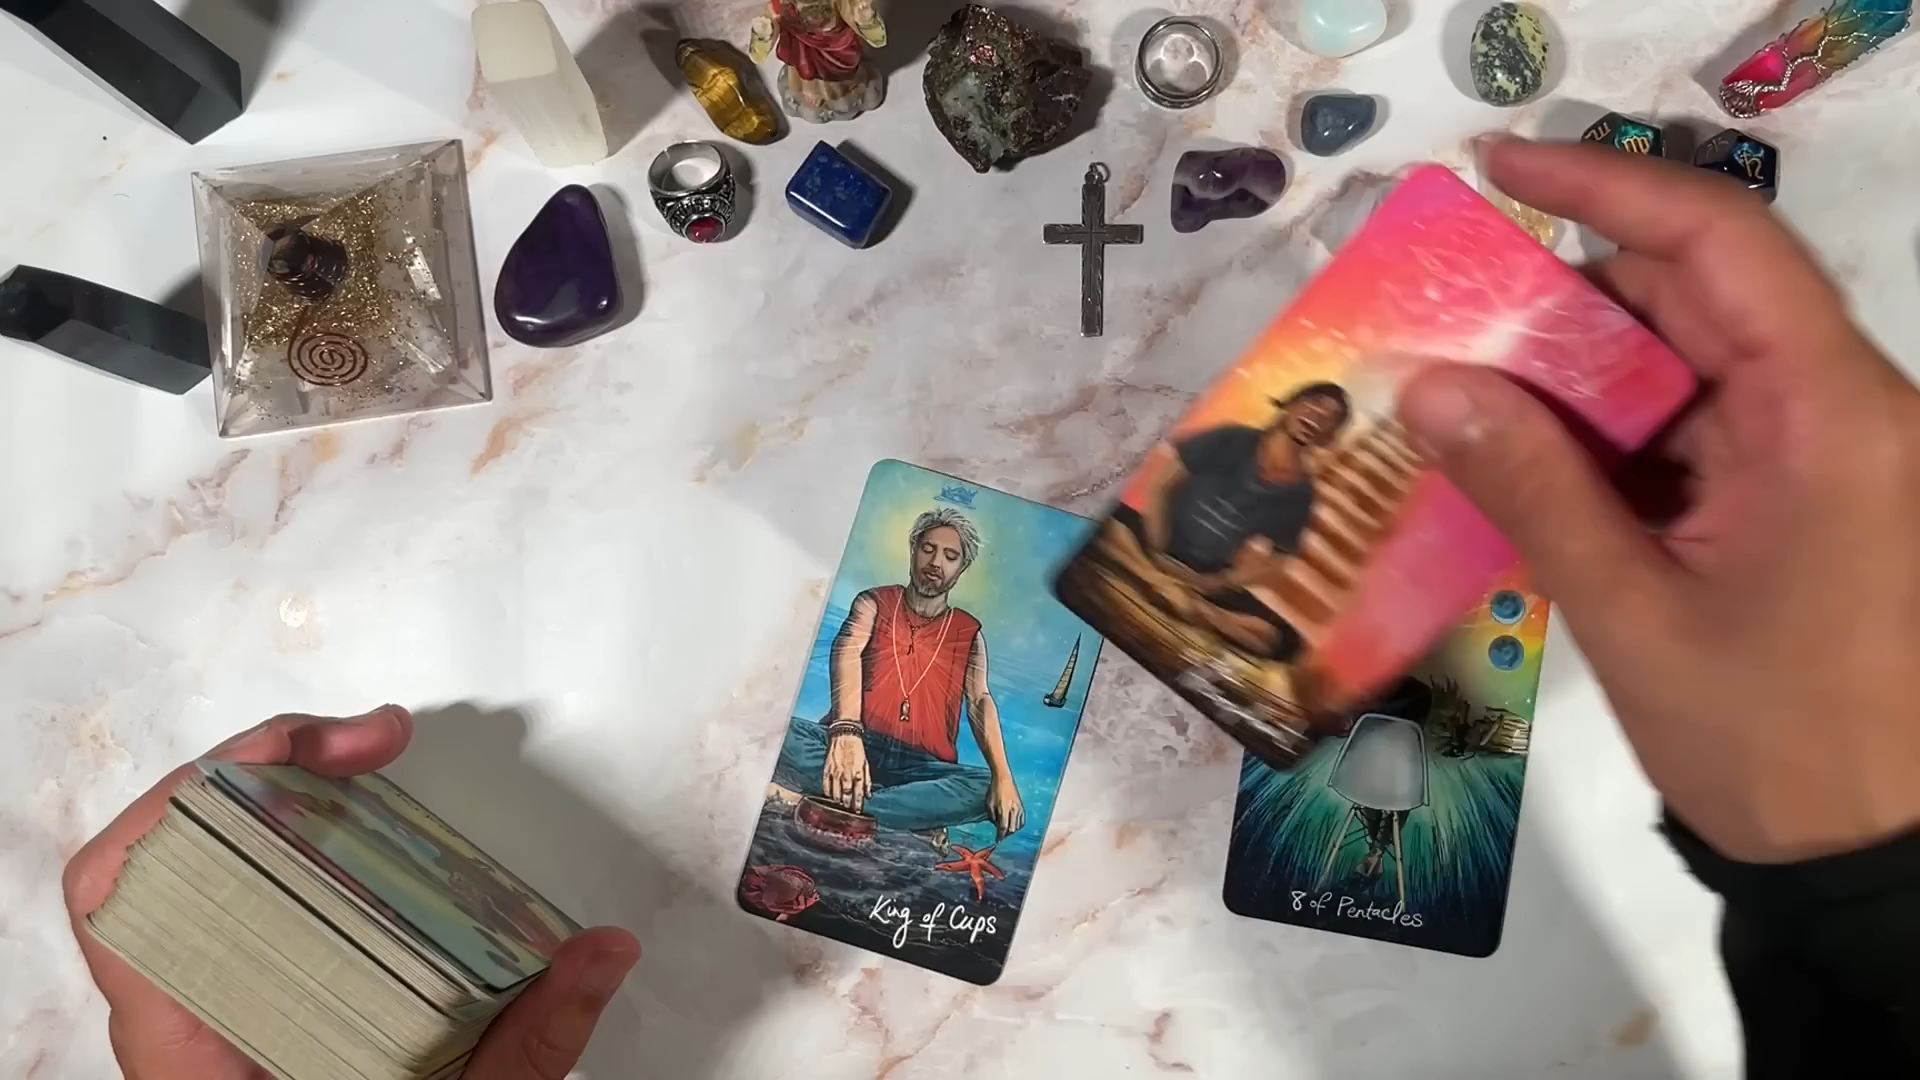 King of Cups
8 of Pentacles